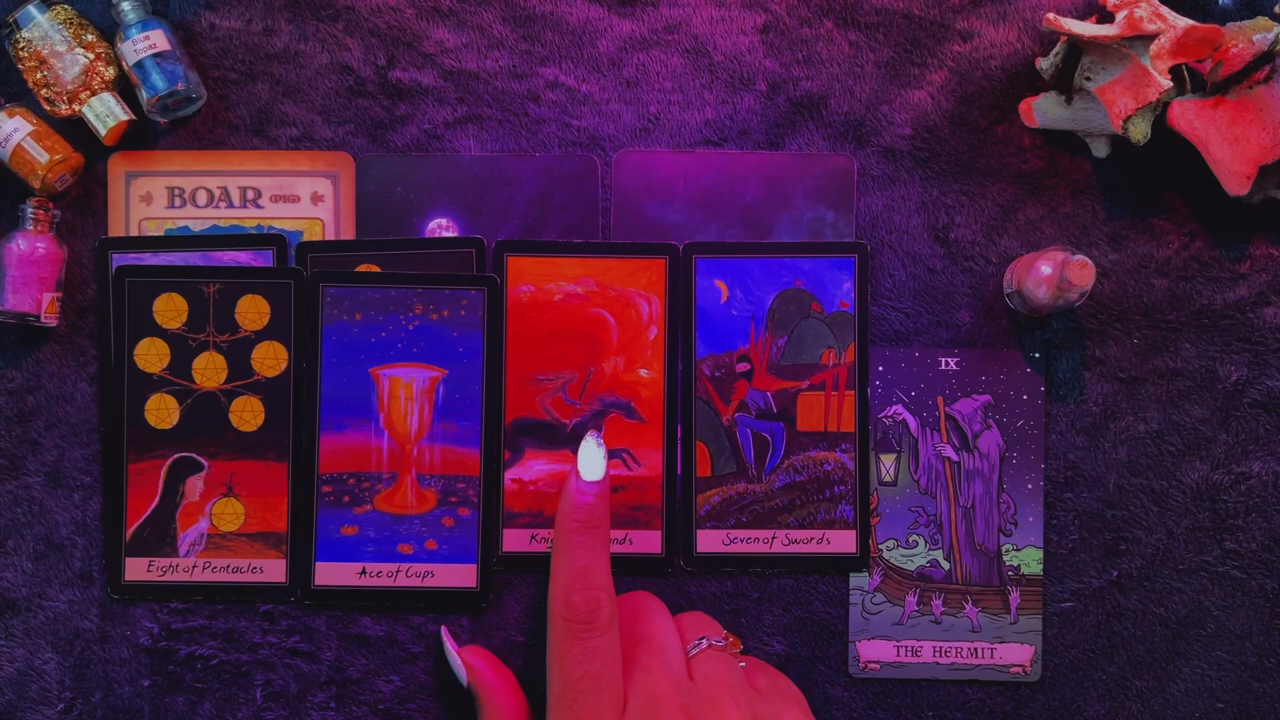 Blue
Topaz
Citrine
BOAR (PIG)
IX
Eight of Pentacles
Ace of Cups
Seven of Swords
THE HERMIT.